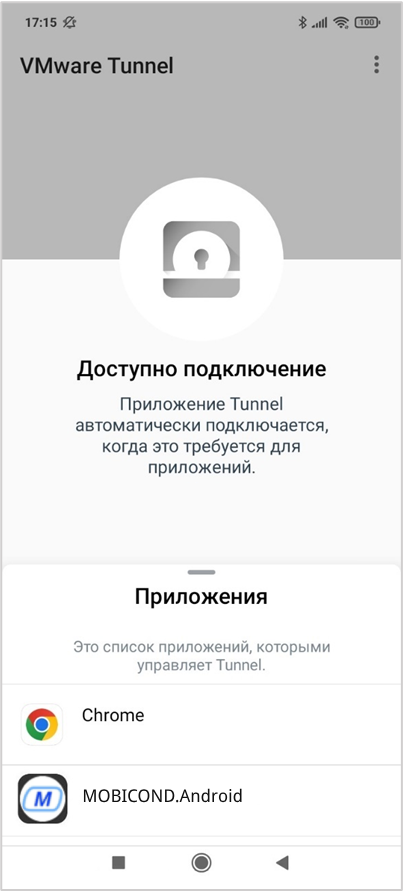 17:15 100
VMware Tunnel
Доступно подключение
Приложение Tunnel
автоматически подключается,
когда это требуется для
приложений.
Приложения
Это список приложений, которыми
управляет Tunnel.
Chrome
M
MOBICOND.Android